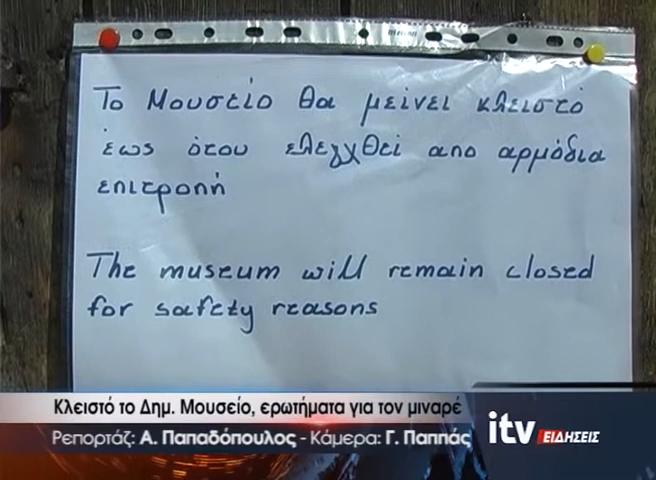 Το Μουσείο θα μείνει κλειστό
έως ότου ελεγχθεί απο αρμόδια
επιτροπή
The museum will remain closed
for safety reasons
Κλειστό το Δημ. Μουσείο, ερωτήματα για τον μιναρέ
Ρεπορτάζ: Α. Παπαδόπουλος - Κάμερα: Γ. Παππάς
itv ΕΙΔΗΣΕΙΣ